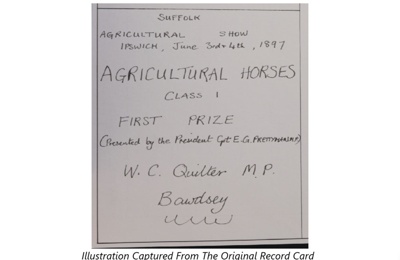 SUFFOLK
AGRICULTURAL SHOW
IPSWICH, June 3rd & 4th, 1897
AGRICULTURAL HORSES
CLASS 1
FIRST PRIZE
(Presented by the President Cpt E.G. PRETYMAN M.P.)
W. C. Quilter M.P.
Bawdsey
Illustration Captured From The Original Record Card